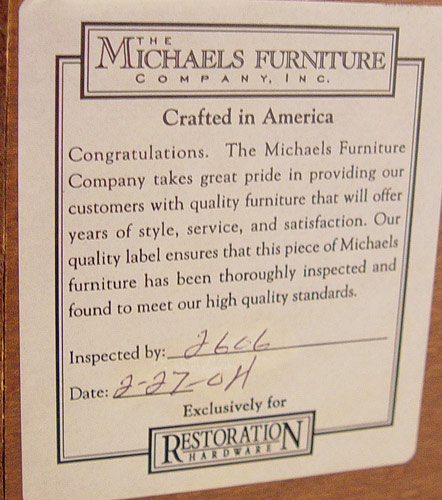 THE
MICHAELS FURNITURE
COMPANY, INC.
Crafted in America
Congratulations. The Michaels Furniture
Company takes great pride in providing our
customers with quality furniture that will offer
years of style, service, and satisfaction. Our
quality label ensures that this piece of Michaels
furniture has been thoroughly inspected and
found to meet our high quality standards.
Inspected by:
Date: 2-27-04
Exclusively for
RESTORATION
HARDWARE